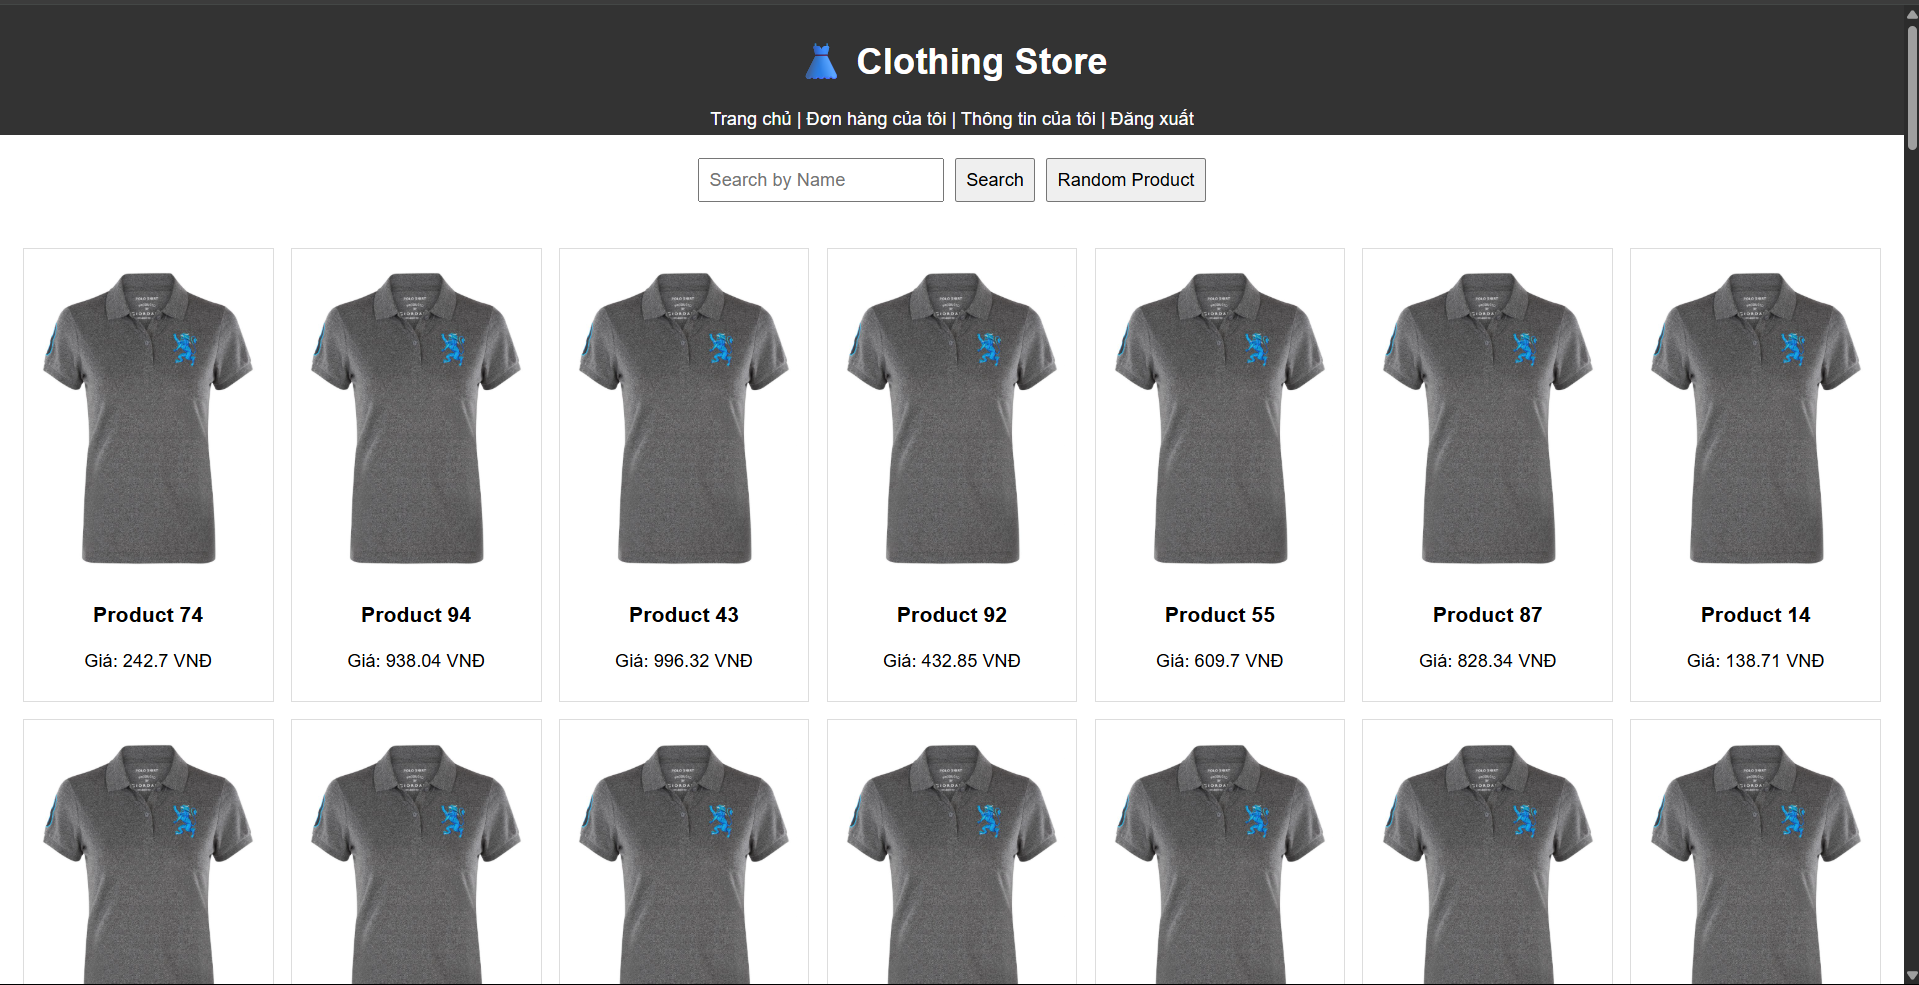 👗 Clothing Store
Trang chủ | Đơn hàng của tôi | Thông tin của tôi | Đăng xuất
Search by Name Search Random Product
Product 74 Product 94 Product 43 Product 92 Product 55 Product 87 Product 14
Giá: 242.7 VNĐ Giá: 938.04 VNĐ Giá: 996.32 VNĐ Giá: 432.85 VNĐ Giá: 609.7 VNĐ Giá: 828.34 VNĐ Giá: 138.71 VNĐ